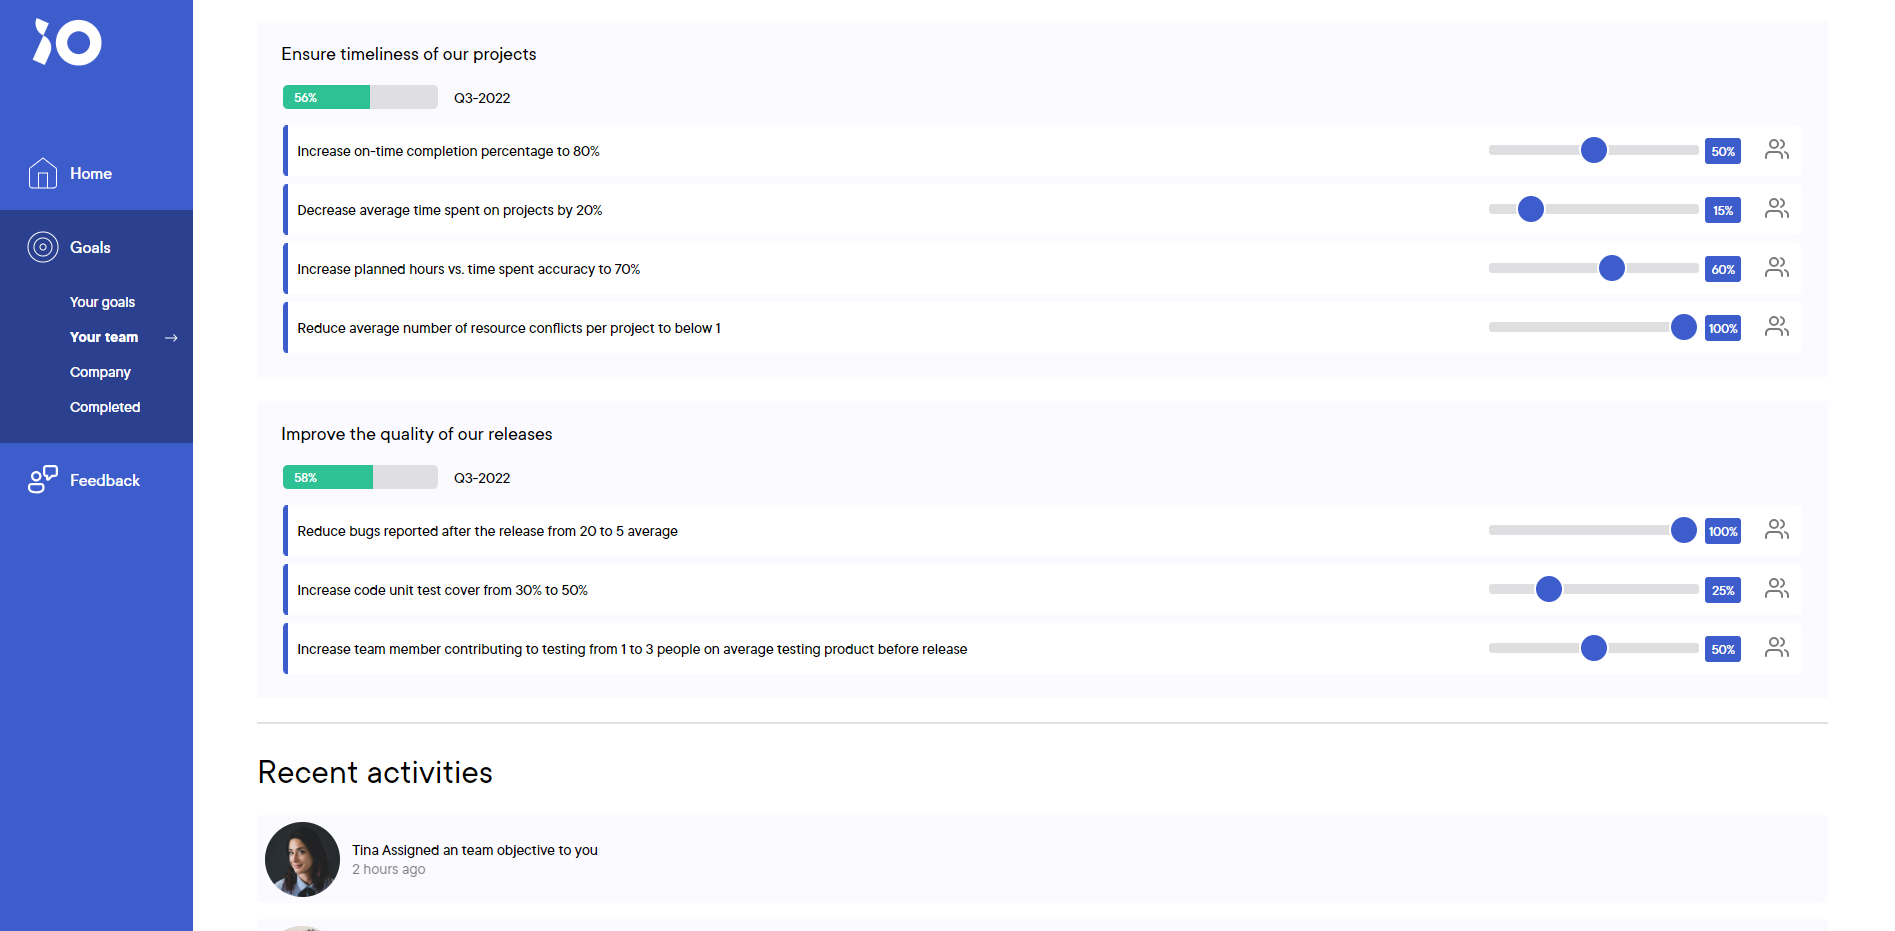 Home
Goals
Your goals
Your team →
Company
Completed
Feedback
Ensure timeliness of our projects
56% Q3-2022
Increase on-time completion percentage to 80% 50%
Decrease average time spent on projects by 20% 15%
Increase planned hours vs. time spent accuracy to 70% 60%
Reduce average number of resource conflicts per project to below 1 100%
Improve the quality of our releases
58% Q3-2022
Reduce bugs reported after the release from 20 to 5 average 100%
Increase code unit test cover from 30% to 50% 25%
Increase team member contributing to testing from 1 to 3 people on average testing product before release 50%
Recent activities
Tina Assigned an team objective to you
2 hours ago